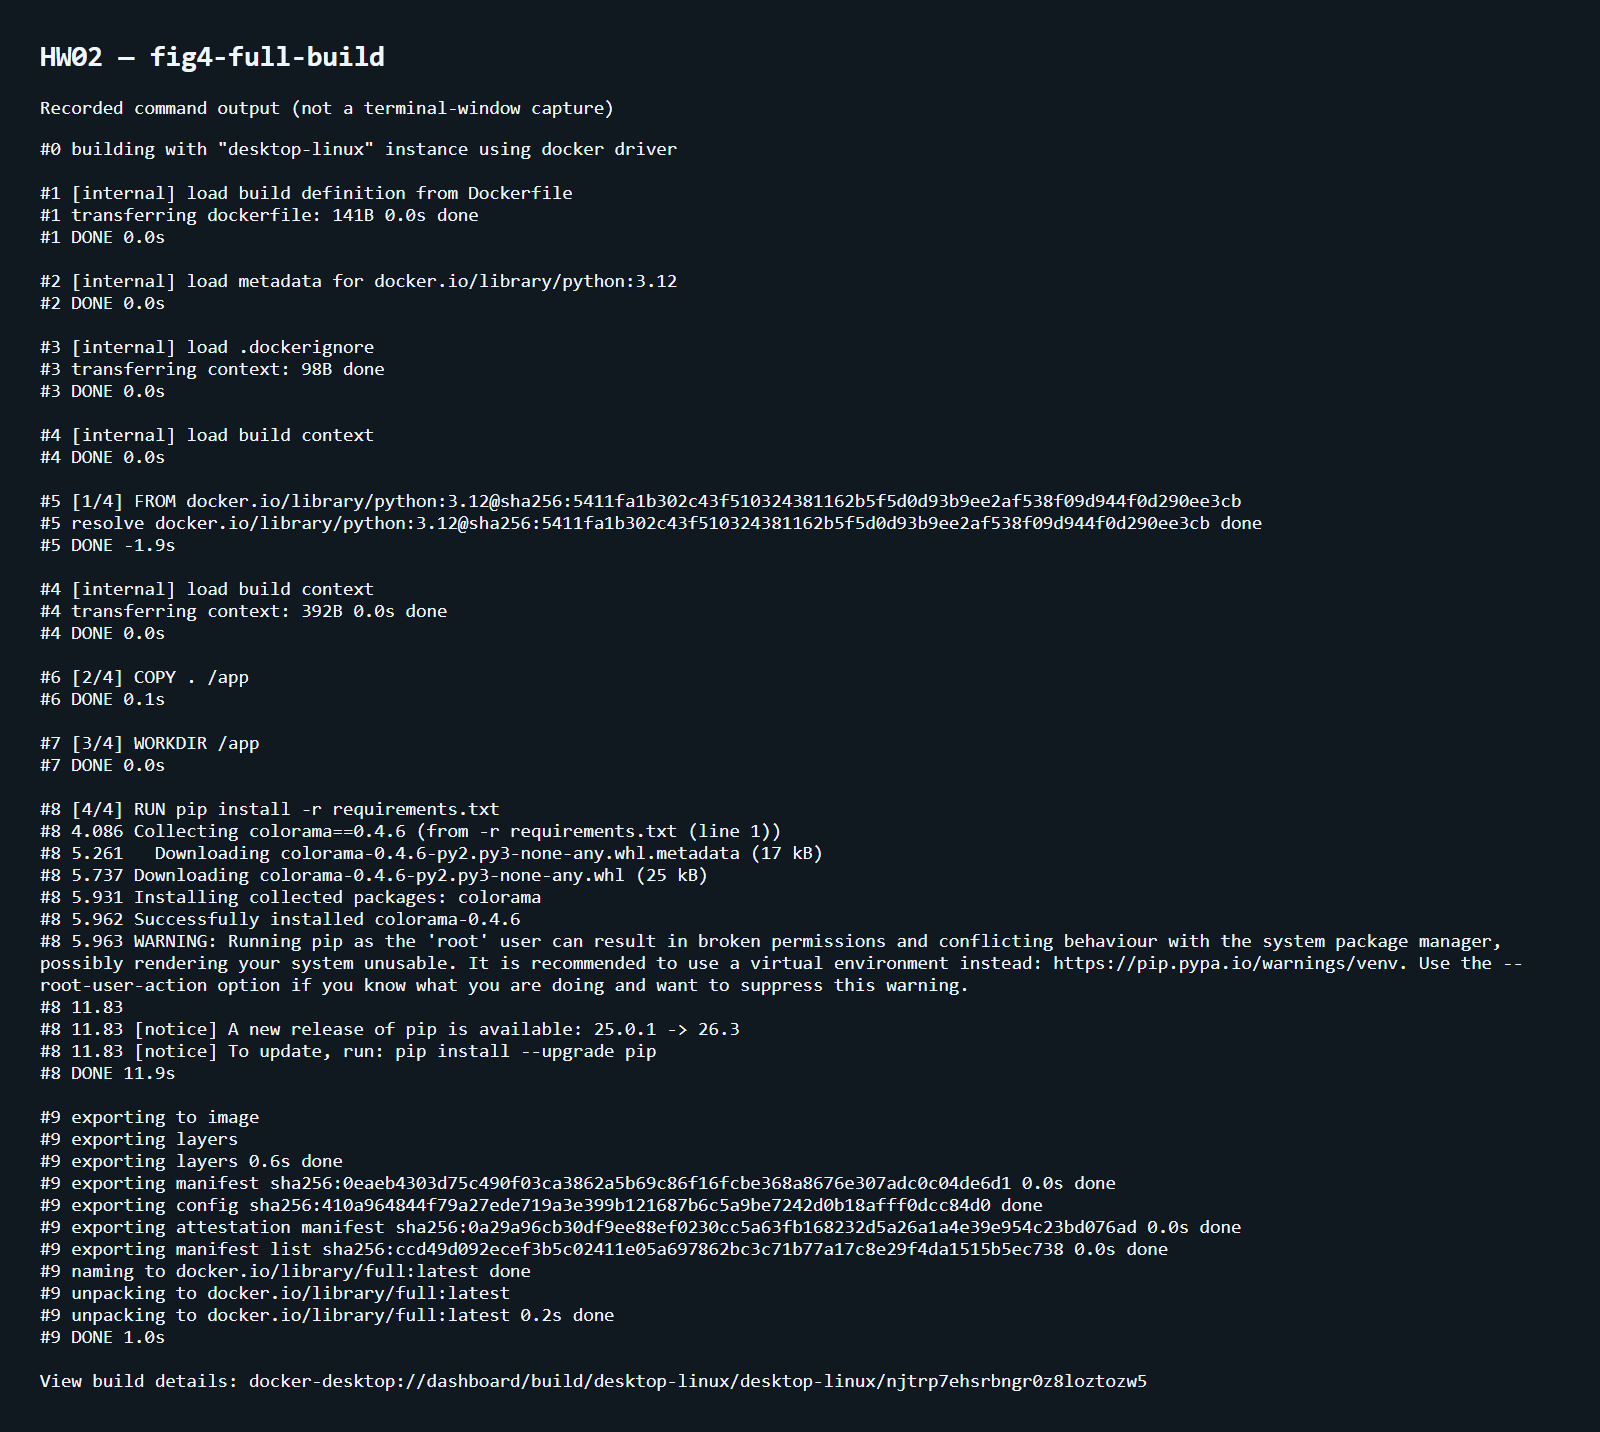 HW02 — fig4-full-build
Recorded command output (not a terminal-window capture)
#0 building with "desktop-linux" instance using docker driver
#1 [internal] load build definition from Dockerfile
#1 transferring dockerfile: 141B 0.0s done
#1 DONE 0.0s
#2 [internal] load metadata for docker.io/library/python:3.12
#2 DONE 0.0s
#3 [internal] load .dockerignore
#3 transferring context: 98B done
#3 DONE 0.0s
#4 [internal] load build context
#4 DONE 0.0s
#5 [1/4] FROM docker.io/library/python:3.12@sha256:5411fa1b302c43f510324381162b5f5d0d93b9ee2af538f09d944f0d290ee3cb
#5 resolve docker.io/library/python:3.12@sha256:5411fa1b302c43f510324381162b5f5d0d93b9ee2af538f09d944f0d290ee3cb done
#5 DONE -1.9s
#4 [internal] load build context
#4 transferring context: 392B 0.0s done
#4 DONE 0.0s
#6 [2/4] COPY . /app
#6 DONE 0.1s
#7 [3/4] WORKDIR /app
#7 DONE 0.0s
#8 [4/4] RUN pip install -r requirements.txt
#8 4.086 Collecting colorama==0.4.6 (from -r requirements.txt (line 1))
#8 5.261   Downloading colorama-0.4.6-py2.py3-none-any.whl.metadata (17 kB)
#8 5.737 Downloading colorama-0.4.6-py2.py3-none-any.whl (25 kB)
#8 5.931 Installing collected packages: colorama
#8 5.962 Successfully installed colorama-0.4.6
#8 5.963 WARNING: Running pip as the 'root' user can result in broken permissions and conflicting behaviour with the system package manager,
possibly rendering your system unusable. It is recommended to use a virtual environment instead: https://pip.pypa.io/warnings/venv. Use the --
root-user-action option if you know what you are doing and want to suppress this warning.
#8 11.83
#8 11.83 [notice] A new release of pip is available: 25.0.1 -> 26.3
#8 11.83 [notice] To update, run: pip install --upgrade pip
#8 DONE 11.9s
#9 exporting to image
#9 exporting layers
#9 exporting layers 0.6s done
#9 exporting manifest sha256:0eaeb4303d75c490f03ca3862a5b69c86f16fcbe368a8676e307adc0c04de6d1 0.0s done
#9 exporting config sha256:410a964844f79a27ede719a3e399b121687b6c5a9be7242d0b18afff0dcc84d0 done
#9 exporting attestation manifest sha256:0a29a96cb30df9ee88ef0230cc5a63fb168232d5a26a1a4e39e954c23bd076ad 0.0s done
#9 exporting manifest list sha256:ccd49d092ecef3b5c02411e05a697862bc3c71b77a17c8e29f4da1515b5ec738 0.0s done
#9 naming to docker.io/library/full:latest done
#9 unpacking to docker.io/library/full:latest
#9 unpacking to docker.io/library/full:latest 0.2s done
#9 DONE 1.0s
View build details: docker-desktop://dashboard/build/desktop-linux/desktop-linux/njtrp7ehsrbngr0z8loztozw5